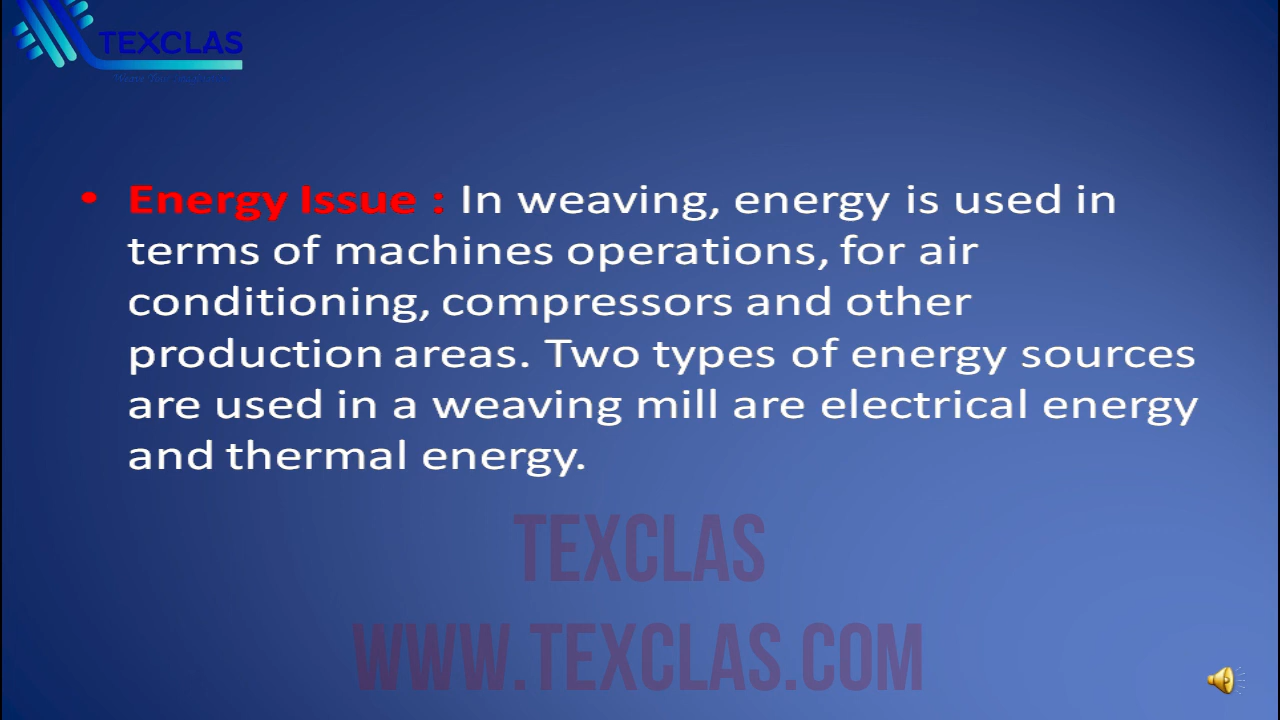 TEXCLAS
• Energy Issue : In weaving, energy is used in
terms of machines operations, for air
conditioning, compressors and other
production areas. Two types of energy sources
are used in a weaving mill are electrical energy
and thermal energy.
TEXCLAS
WWW.TEXCLAS.COM